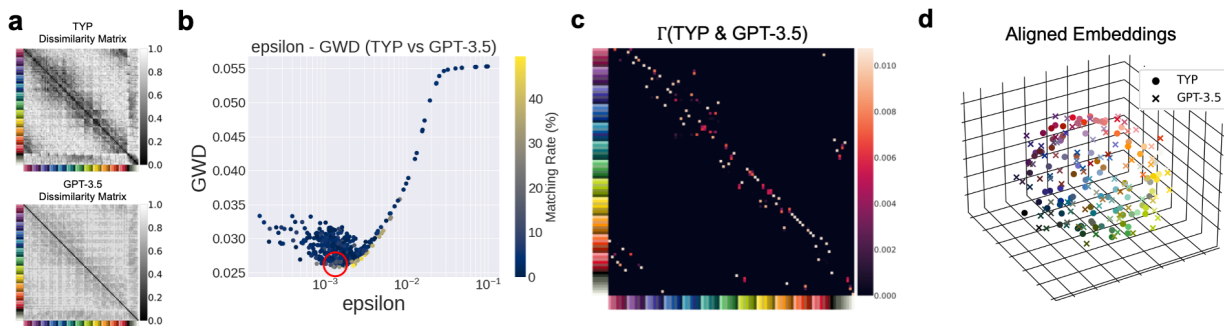 a
TYP
Dissimilarity Matrix
1.0
0.8
0.6
0.4
0.2
0.0
GPT-3.5
Dissimilarity Matrix
1.0
0.8
0.6
0.4
0.2
0.0
b
epsilon - GWD (TYP vs GPT-3.5)
GWD
0.055
0.050
0.045
0.040
0.035
0.030
0.025
10⁻³
10⁻²
10⁻¹
epsilon
40
30
20
10
0
Matching Rate (%)
c
Γ(TYP & GPT-3.5)
0.010
0.008
0.006
0.004
0.002
0.000
d
Aligned Embeddings
TYP
GPT-3.5